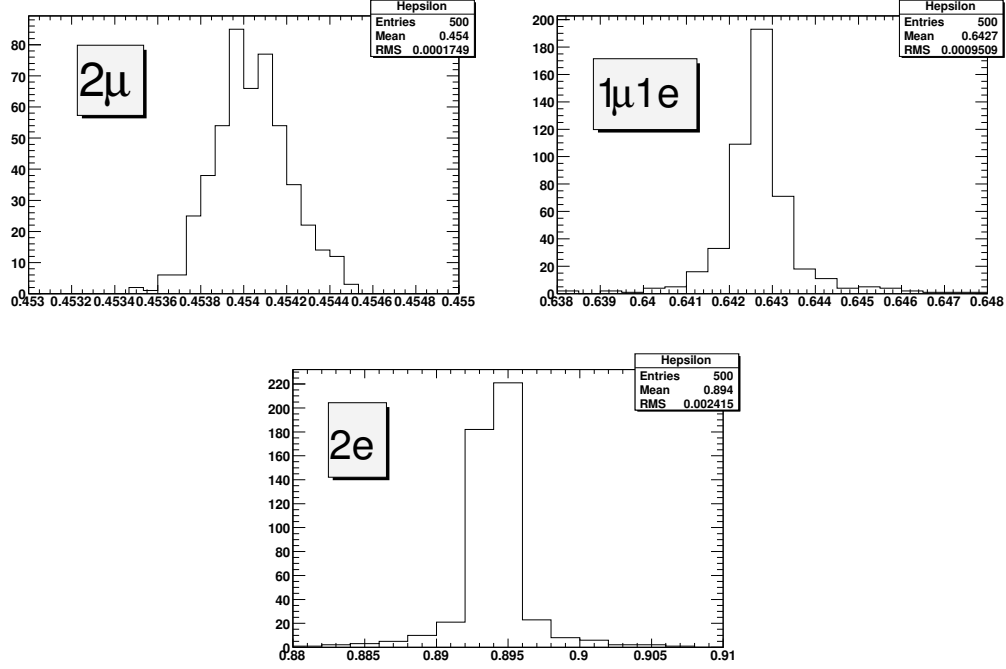 Hepsilon
Entries 500
Mean 0.454
RMS 0.0001749
2μ
80
70
60
50
40
30
20
10
0
0.453 0.4532 0.4534 0.4536 0.4538 0.454 0.4542 0.4544 0.4546 0.4548 0.455
Hepsilon
Entries 500
Mean 0.6427
RMS 0.0009509
1μ1e
200
180
160
140
120
100
80
60
40
20
0
0.638 0.639 0.64 0.641 0.642 0.643 0.644 0.645 0.646 0.647 0.648
Hepsilon
Entries 500
Mean 0.894
RMS 0.002415
2e
220
200
180
160
140
120
100
80
60
40
20
0
0.88 0.885 0.89 0.895 0.9 0.905 0.91